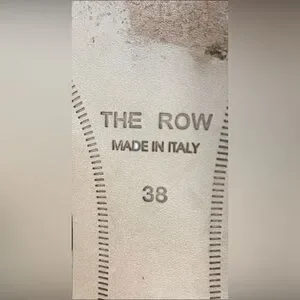 THE ROW
MADE IN ITALY
38